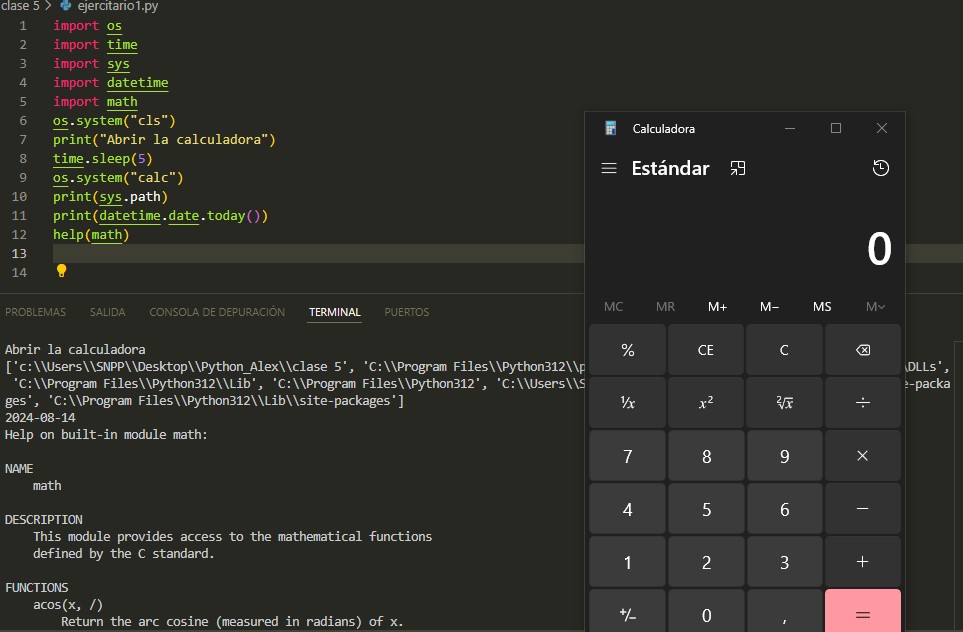 clase 5 > ejercitario1.py
1 import os
2 import time
3 import sys
4 import datetime
5 import math
6 os.system("cls")
7 print("Abrir la calculadora")
8 time.sleep(5)
9 os.system("calc")
10 print(sys.path)
11 print(datetime.date.today())
12 help(math)
13
14
PROBLEMAS SALIDA CONSOLA DE DEPURACIÓN TERMINAL PUERTOS
Abrir la calculadora
['c:\\Users\\SNPP\\Desktop\\Python_Alex\\clase 5', 'C:\\Program Files\\Python312\\p \DLLs',
'C:\\Program Files\\Python312\\Lib', 'C:\\Program Files\\Python312', 'C:\\Users\\S e-packa
ges', 'C:\\Program Files\\Python312\\Lib\\site-packages']
2024-08-14
Help on built-in module math:
NAME
math
DESCRIPTION
This module provides access to the mathematical functions
defined by the C standard.
FUNCTIONS
acos(x, /)
Return the arc cosine (measured in radians) of x.
Calculadora
Estándar
0
MC MR M+ M− MS M˅
% CE C
¹/x x² ²√x ÷
7 8 9 ×
4 5 6 −
1 2 3 +
+/− 0 , =